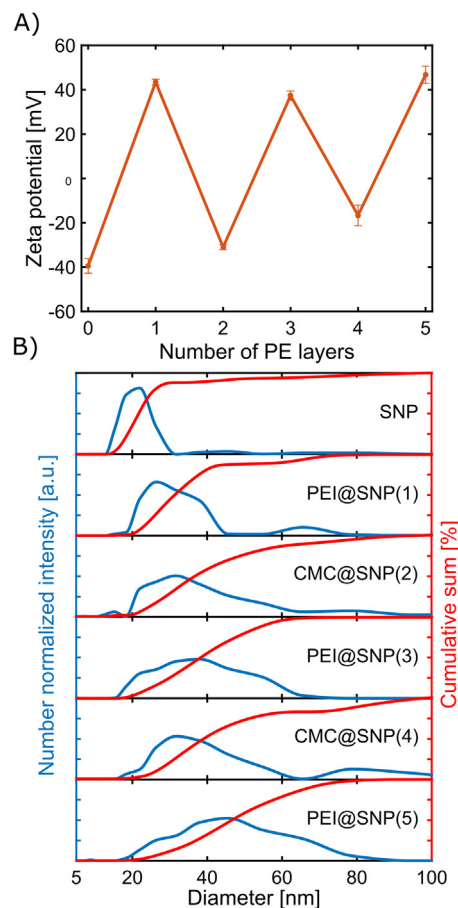 A)
Zeta potential [mV]
60
40
20
0
-20
-40
-60
0 1 2 3 4 5
Number of PE layers
B)
Number normalized intensity [a.u.]
Cumulative sum [%]
SNP
PEI@SNP(1)
CMC@SNP(2)
PEI@SNP(3)
CMC@SNP(4)
PEI@SNP(5)
5 20 40 60 80 100
Diameter [nm]